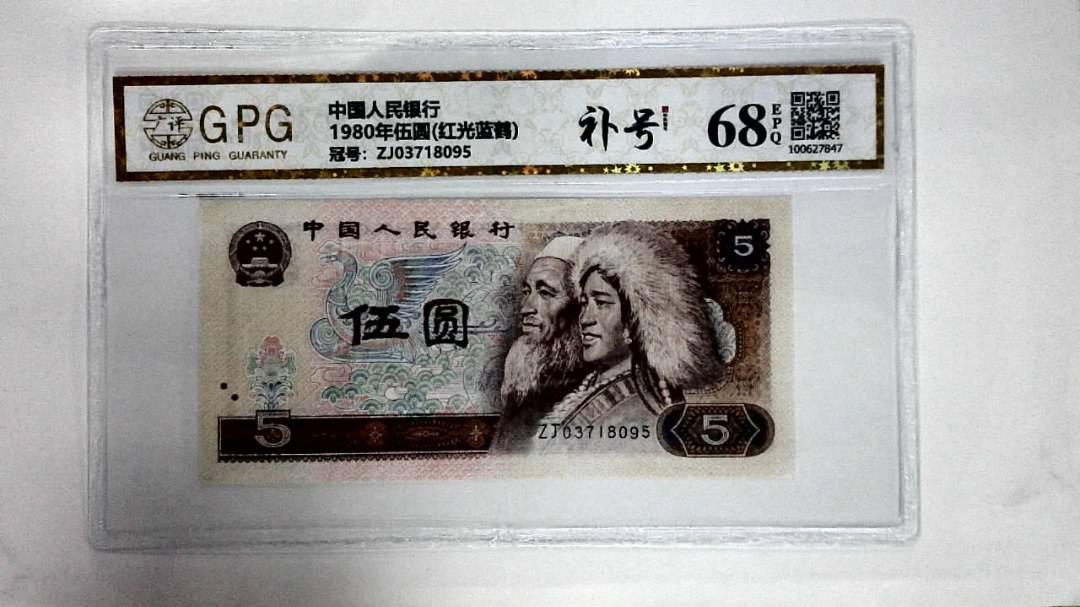 GPG
GUANG PING GUARANTY
中国人民银行
1980年伍圆(红光蓝鹤)
冠号：ZJ03718095
补号
68
EPQ
100627847
中国人民银行
5
伍圆
5
ZJ03718095
5